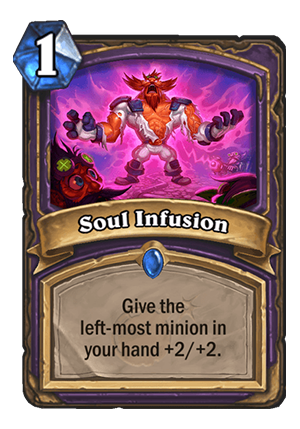 1
Soul Infusion
Give the
left-most minion in
your hand +2/+2.